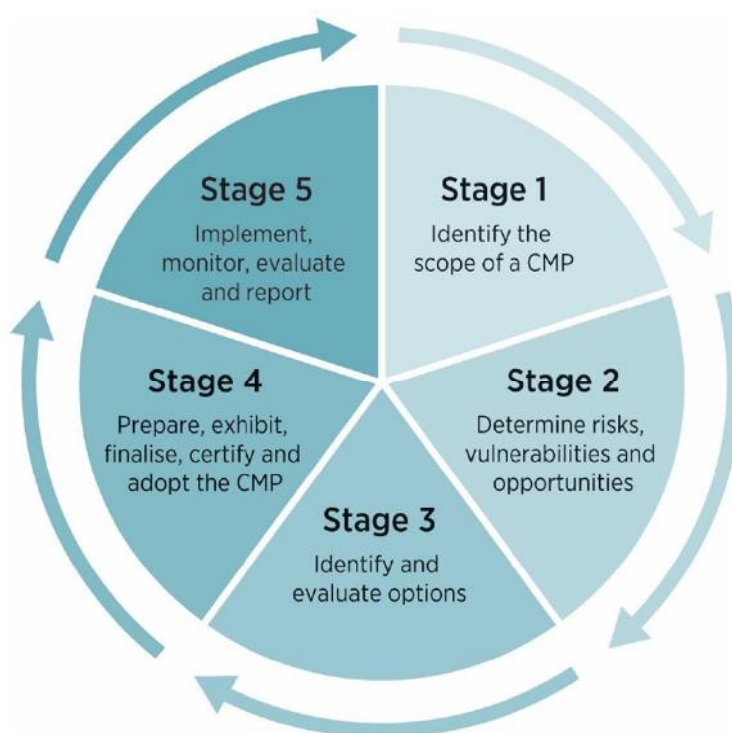 Stage 1
Identify the
scope of a CMP
Stage 2
Determine risks,
vulnerabilities and
opportunities
Stage 3
Identify and
evaluate options
Stage 4
Prepare, exhibit,
finalise, certify and
adopt the CMP
Stage 5
Implement,
monitor, evaluate
and report